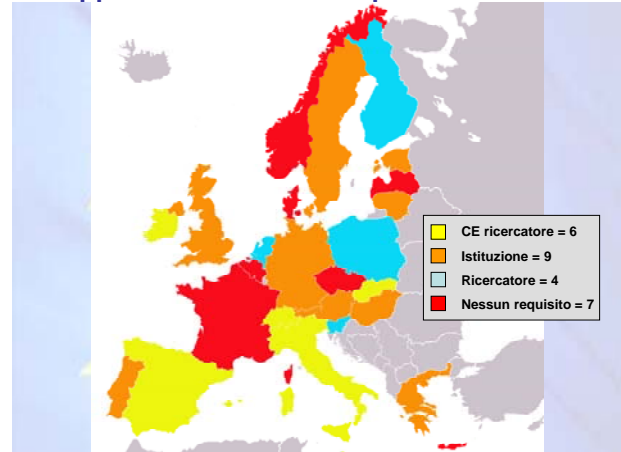 CE ricercatore = 6
Istituzione = 9
Ricercatore = 4
Nessun requisito = 7